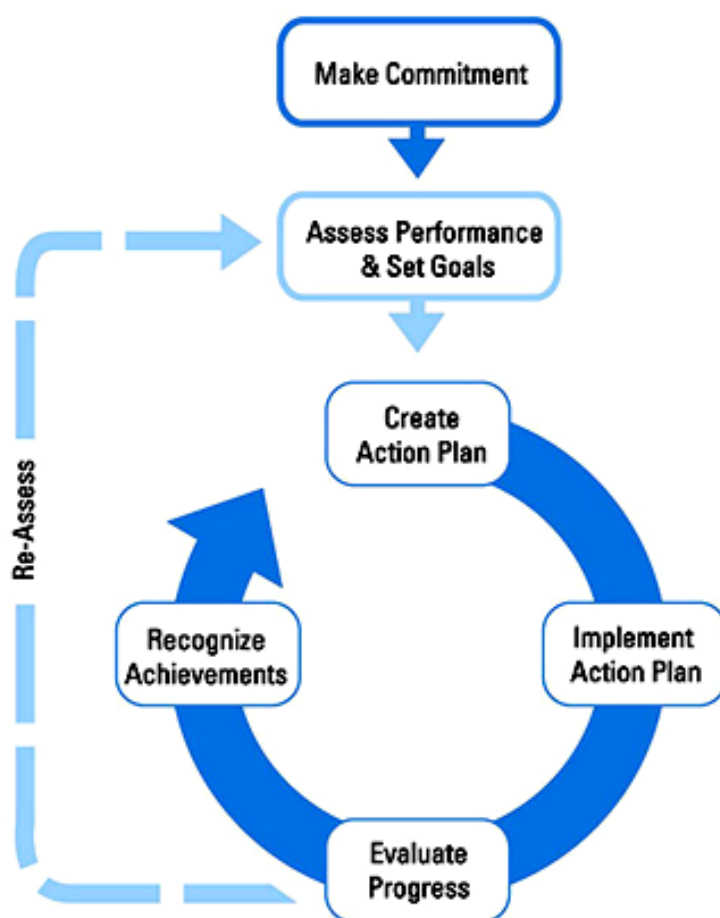 Make Commitment
Assess Performance
& Set Goals
Create
Action Plan
Implement
Action Plan
Evaluate
Progress
Recognize
Achievements
Re-Assess